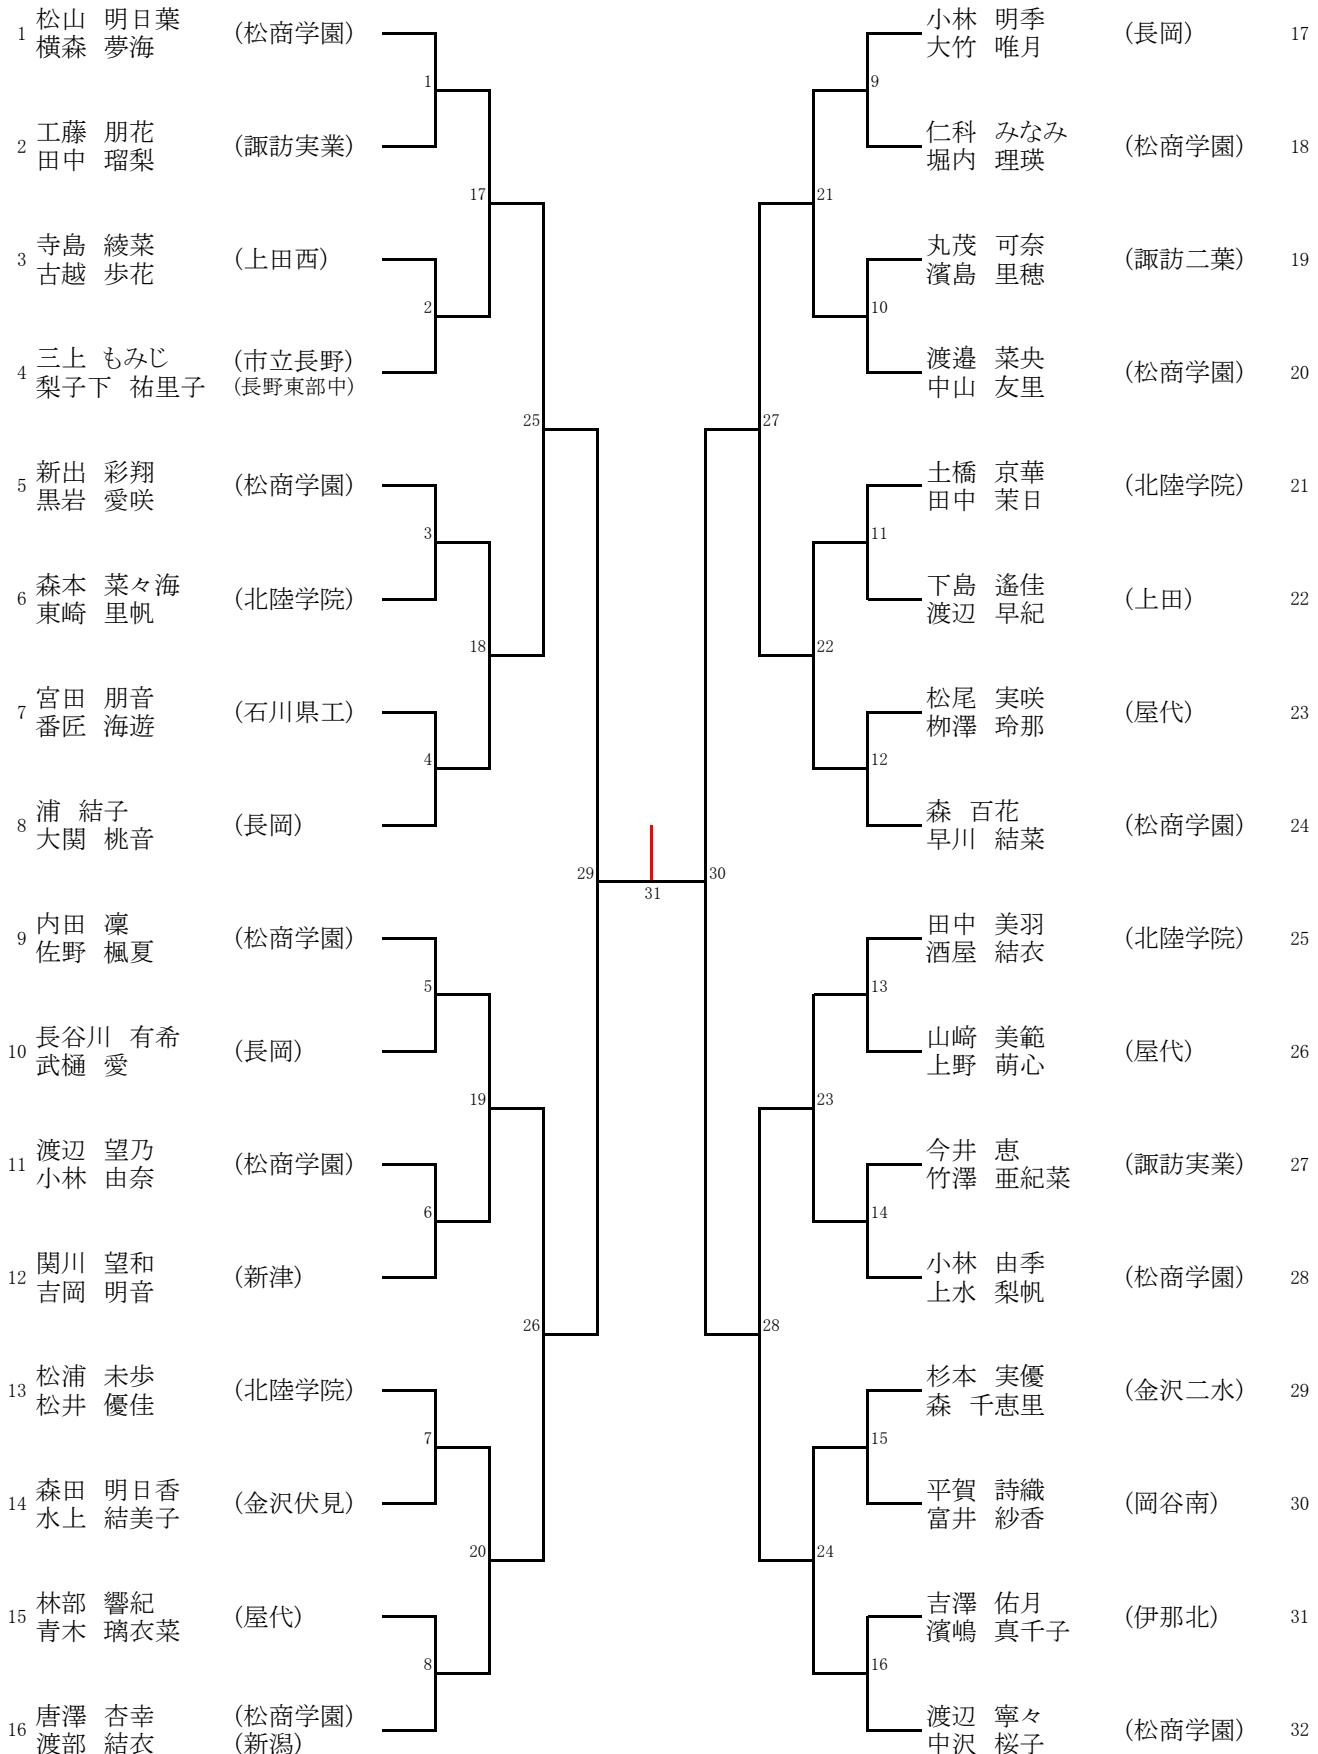 1 松山 明日葉 (松商学園)
横森 夢海
1
2 工藤 朋花 (諏訪実業)
田中 瑠梨
17
3 寺島 綾菜 (上田西)
古越 歩花
2
4 三上 もみじ (市立長野)
梨子下 祐里子 (長野東部中)
25
5 新出 彩翔 (松商学園)
黒岩 愛咲
3
6 森本 菜々海 (北陸学院)
東崎 里帆
18
7 宮田 朋音 (石川県工)
番匠 海遊
4
8 浦 結子 (長岡)
大関 桃音
29
9 内田 凜 (松商学園)
佐野 楓夏
5
10 長谷川 有希 (長岡)
武樋 愛
19
11 渡辺 望乃 (松商学園)
小林 由奈
6
12 関川 望和 (新津)
吉岡 明音
26
13 松浦 未歩 (北陸学院)
松井 優佳
7
14 森田 明日香 (金沢伏見)
水上 結美子
20
15 林部 響紀 (屋代)
青木 璃衣菜
8
16 唐澤 杏幸 (松商学園)
渡部 結衣 (新潟)
31
小林 明季 (長岡) 17
大竹 唯月
9
仁科 みなみ (松商学園) 18
堀内 理瑛
21
丸茂 可奈 (諏訪二葉) 19
濱島 里穂
10
渡邉 菜央 (松商学園) 20
中山 友里
27
土橋 京華 (北陸学院) 21
田中 茉日
11
下島 遙佳 (上田) 22
渡辺 早紀
22
松尾 実咲 (屋代) 23
栁澤 玲那
12
森 百花 (松商学園) 24
早川 結菜
30
田中 美羽 (北陸学院) 25
酒屋 結衣
13
山﨑 美範 (屋代) 26
上野 萌心
23
今井 恵 (諏訪実業) 27
竹澤 亜紀菜
14
小林 由季 (松商学園) 28
上水 梨帆
28
杉本 実優 (金沢二水) 29
森 千恵里
15
平賀 詩織 (岡谷南) 30
富井 紗香
24
吉澤 佑月 (伊那北) 31
濱嶋 真千子
16
渡辺 寧々 (松商学園) 32
中沢 桜子